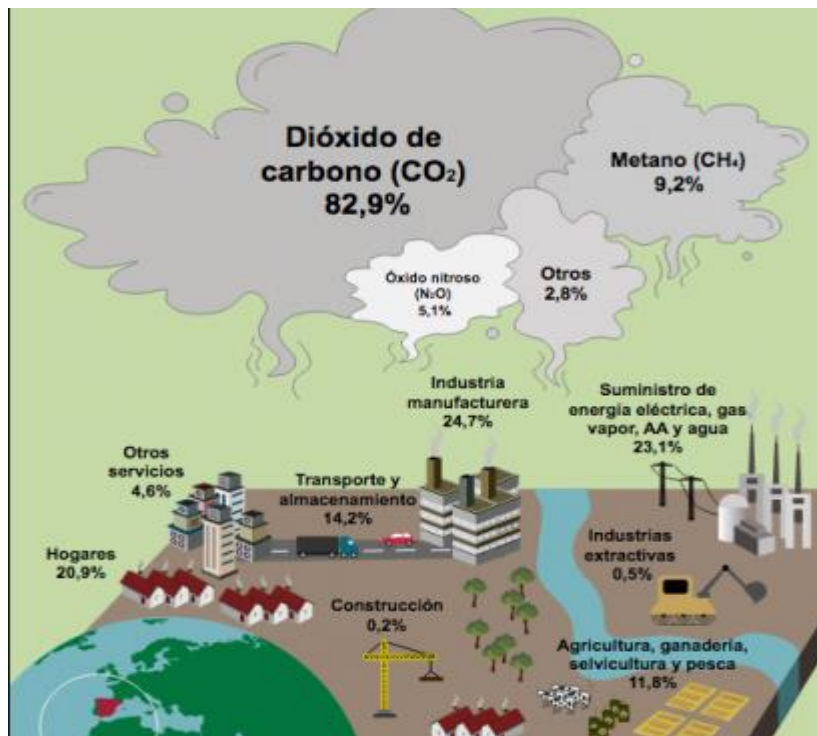 Dióxido de
carbono (CO₂)
82,9%
Metano (CH₄)
9,2%
Óxido nitroso
(N₂O)
5,1%
Otros
2,8%
Industria
manufacturera
24,7%
Suministro de
energía eléctrica, gas
vapor, AA y agua
23,1%
Otros
servicios
4,6%
Transporte y
almacenamiento
14,2%
Industrias
extractivas
0,5%
Hogares
20,9%
Construcción
0,2%
Agricultura, ganadería,
selvicultura y pesca
11,8%